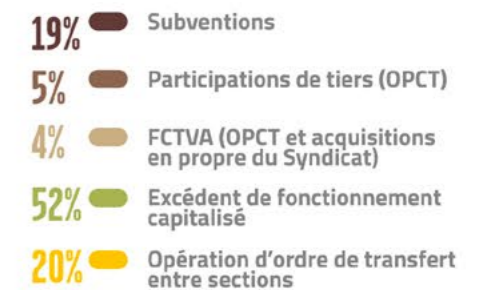 19% Subventions
5% Participations de tiers (OPCT)
4% FCTVA (OPCT et acquisitions
en propre du Syndicat)
52% Excédent de fonctionnement
capitalisé
20% Opération d'ordre de transfert
entre sections